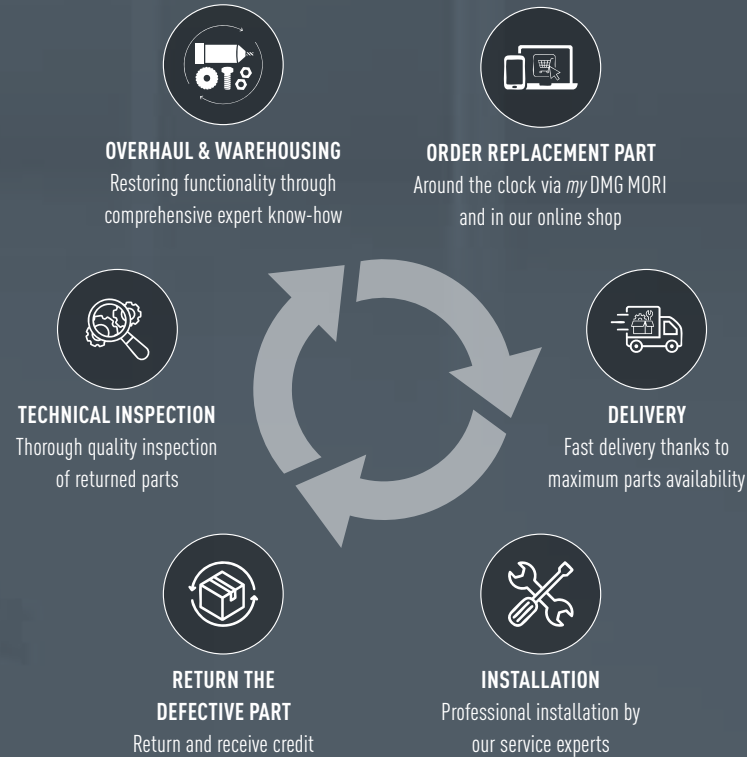 OVERHAUL & WAREHOUSING
Restoring functionality through
comprehensive expert know-how
ORDER REPLACEMENT PART
Around the clock via my DMG MORI
and in our online shop
TECHNICAL INSPECTION
Thorough quality inspection
of returned parts
DELIVERY
Fast delivery thanks to
maximum parts availability
RETURN THE
DEFECTIVE PART
Return and receive credit
INSTALLATION
Professional installation by
our service experts